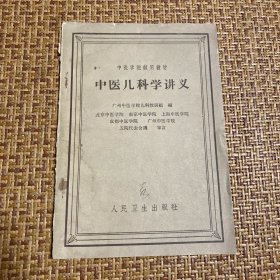 中医学院试用教材
中医儿科学讲义
广州中医学院儿科教研组 编
北京中医学院 南京中医学院 上海中医学院
成都中医学院 广州中医学院
五院代表会议 审定
人民卫生出版社